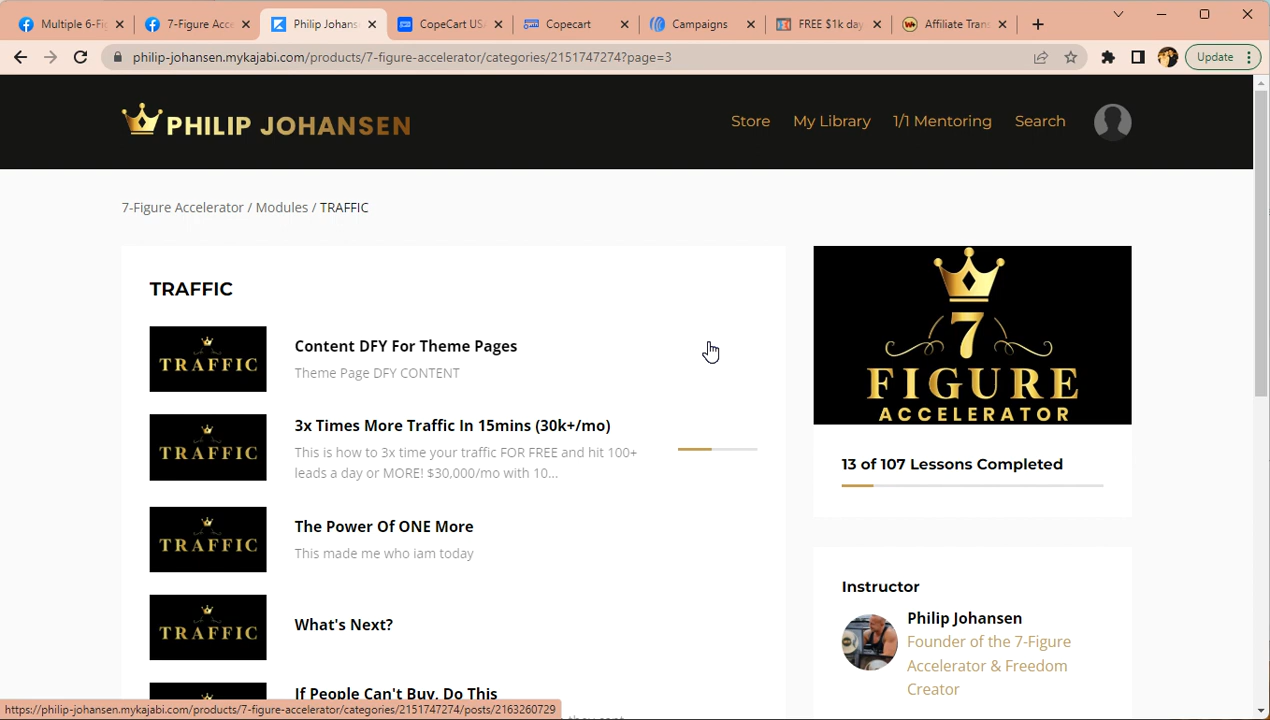 Multiple 6-Fig
7-Figure Acce
Philip Johans
CopeCart US
Copecart
Campaigns
FREE $1k day
Affiliate Tran
philip-johansen.mykajabi.com/products/7-figure-accelerator/categories/2151747274?page=3
Update
PHILIP JOHANSEN
Store
My Library
1/1 Mentoring
Search
7-Figure Accelerator / Modules / TRAFFIC
TRAFFIC
TRAFFIC
Content DFY For Theme Pages
Theme Page DFY CONTENT
TRAFFIC
3x Times More Traffic In 15mins (30k+/mo)
This is how to 3x time your traffic FOR FREE and hit 100+
leads a day or MORE! $30,000/mo with 10...
TRAFFIC
The Power Of ONE More
This made me who iam today
TRAFFIC
What's Next?
If People Can't Buy, Do This
7
FIGURE
ACCELERATOR
13 of 107 Lessons Completed
Instructor
Philip Johansen
Founder of the 7-Figure
Accelerator & Freedom
Creator
https://philip-johansen.mykajabi.com/products/7-figure-accelerator/categories/2151747274/posts/2163260729